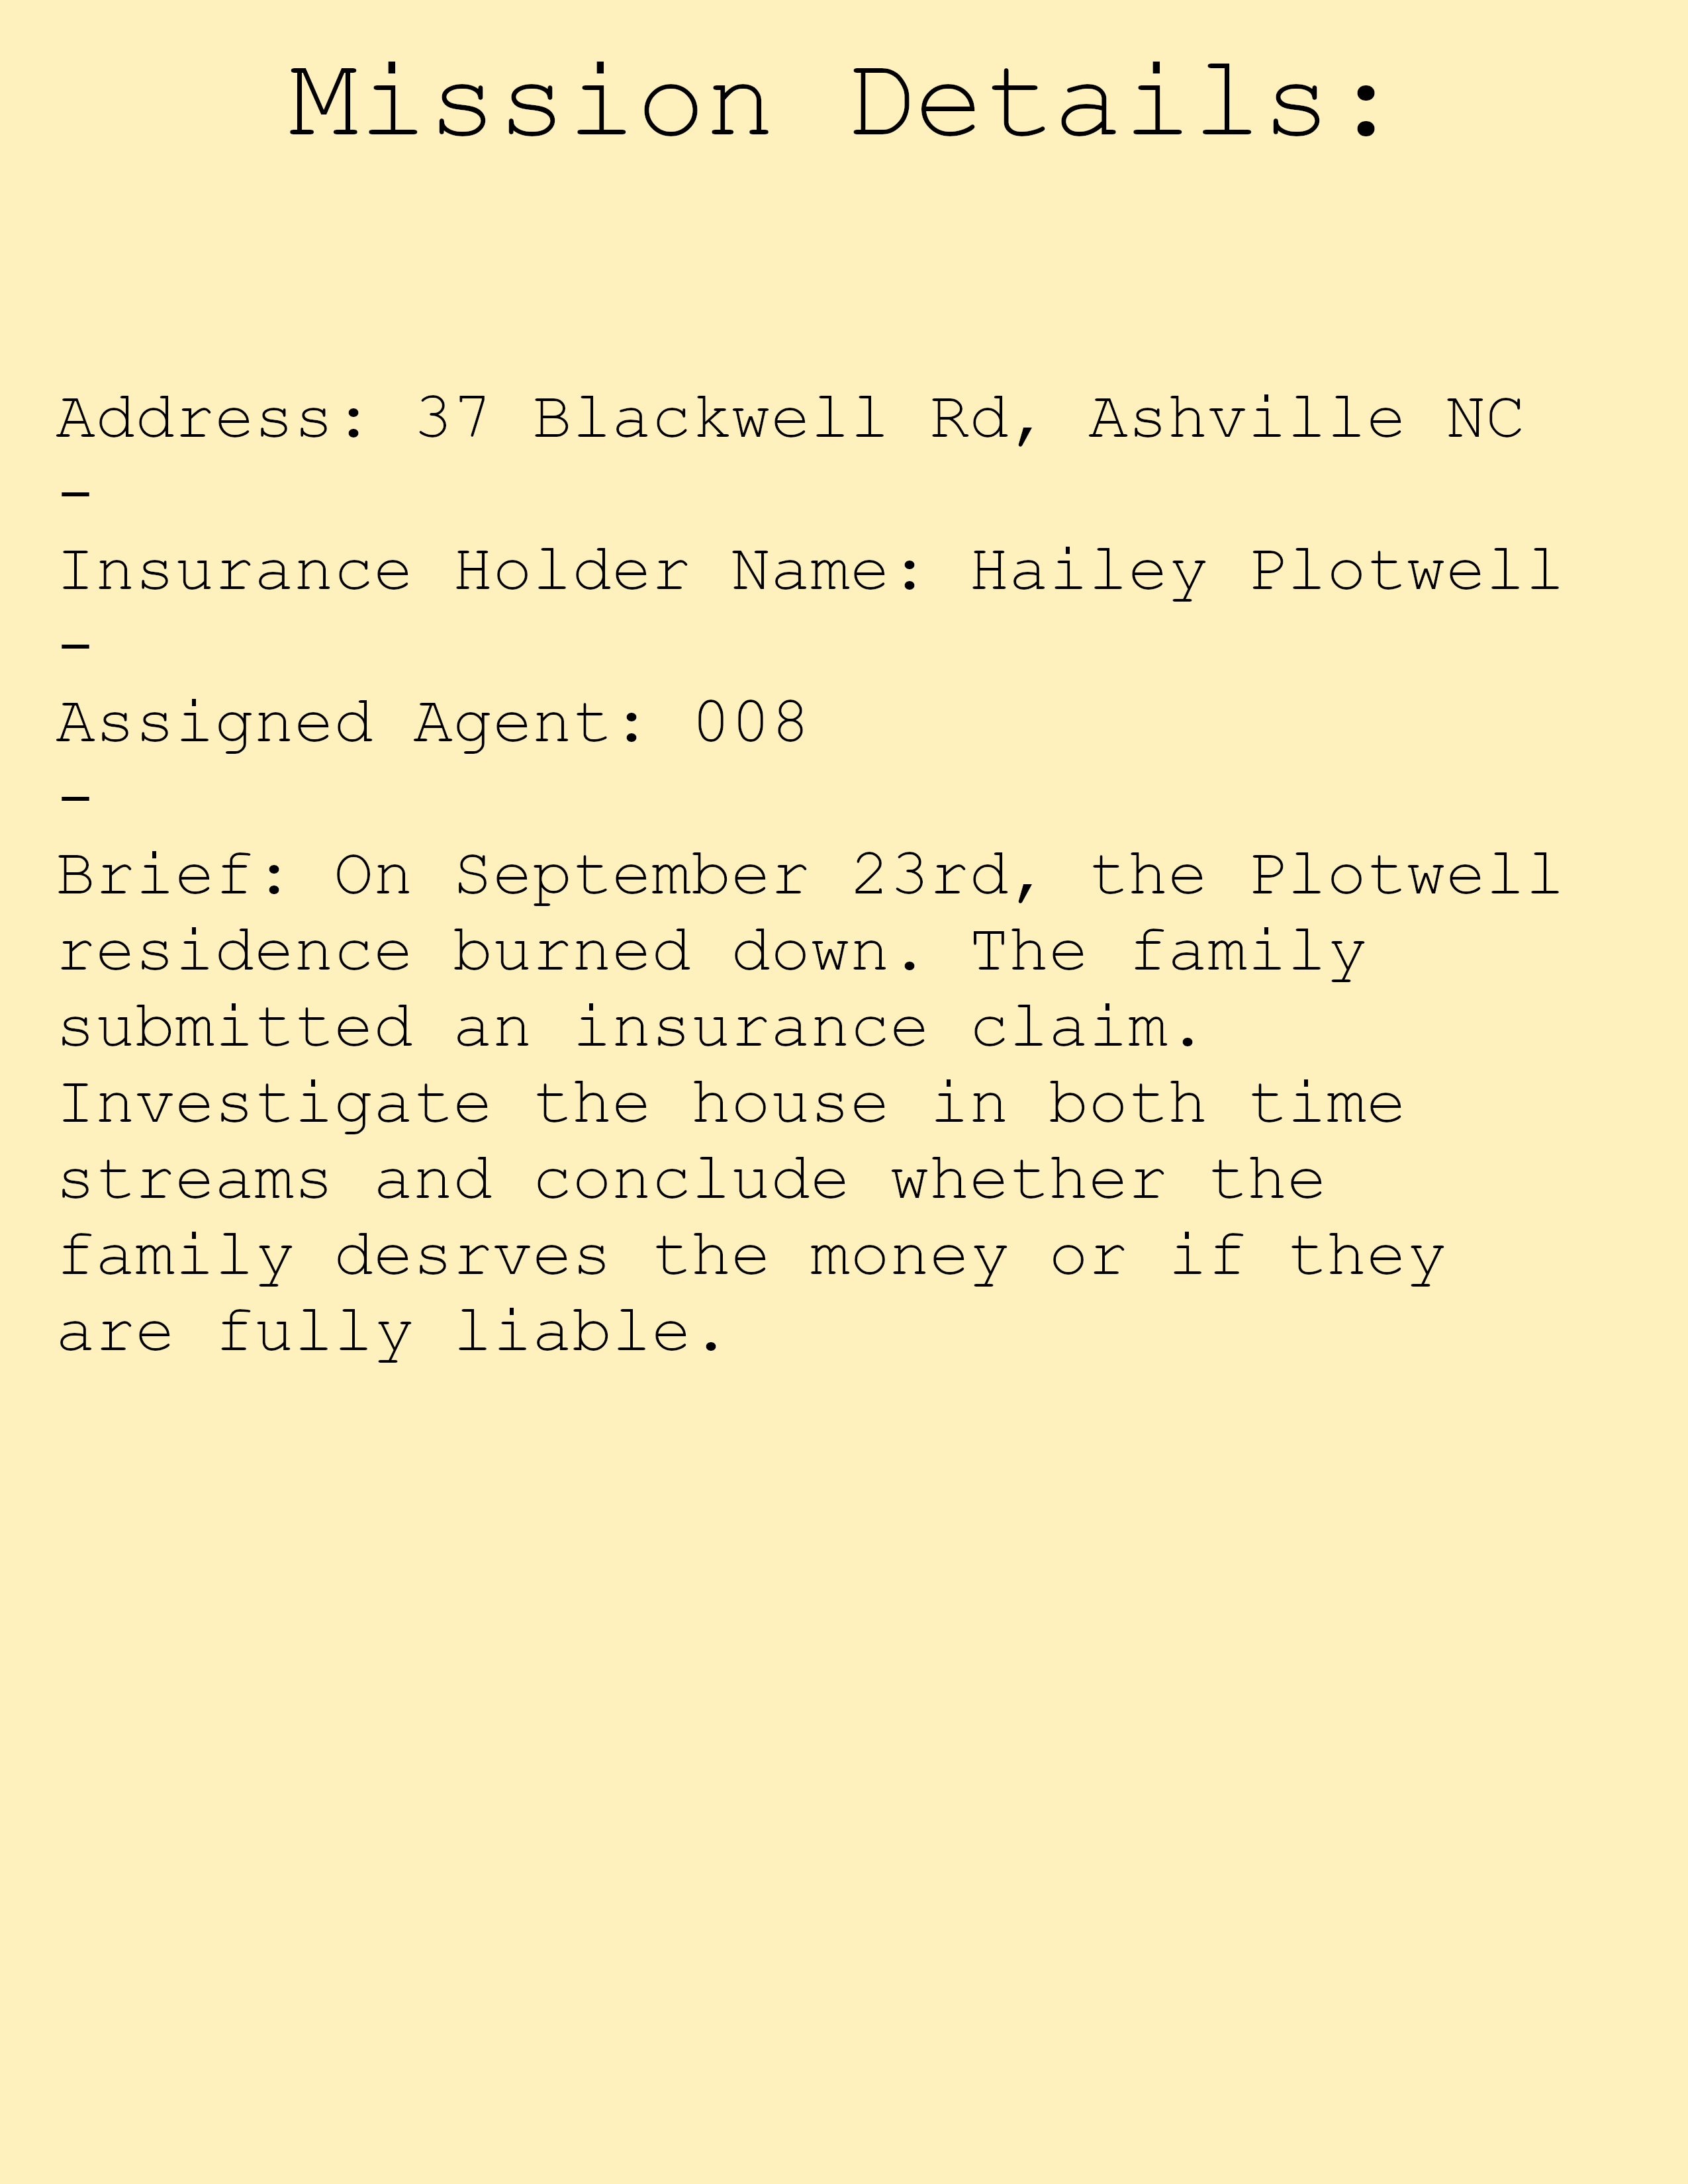 Mission Details:
Address: 37 Blackwell Rd, Ashville NC
-
Insurance Holder Name: Hailey Plotwell
-
Assigned Agent: 008
-
Brief: On September 23rd, the Plotwell
residence burned down. The family
submitted an insurance claim.
Investigate the house in both time
streams and conclude whether the
family desrves the money or if they
are fully liable.